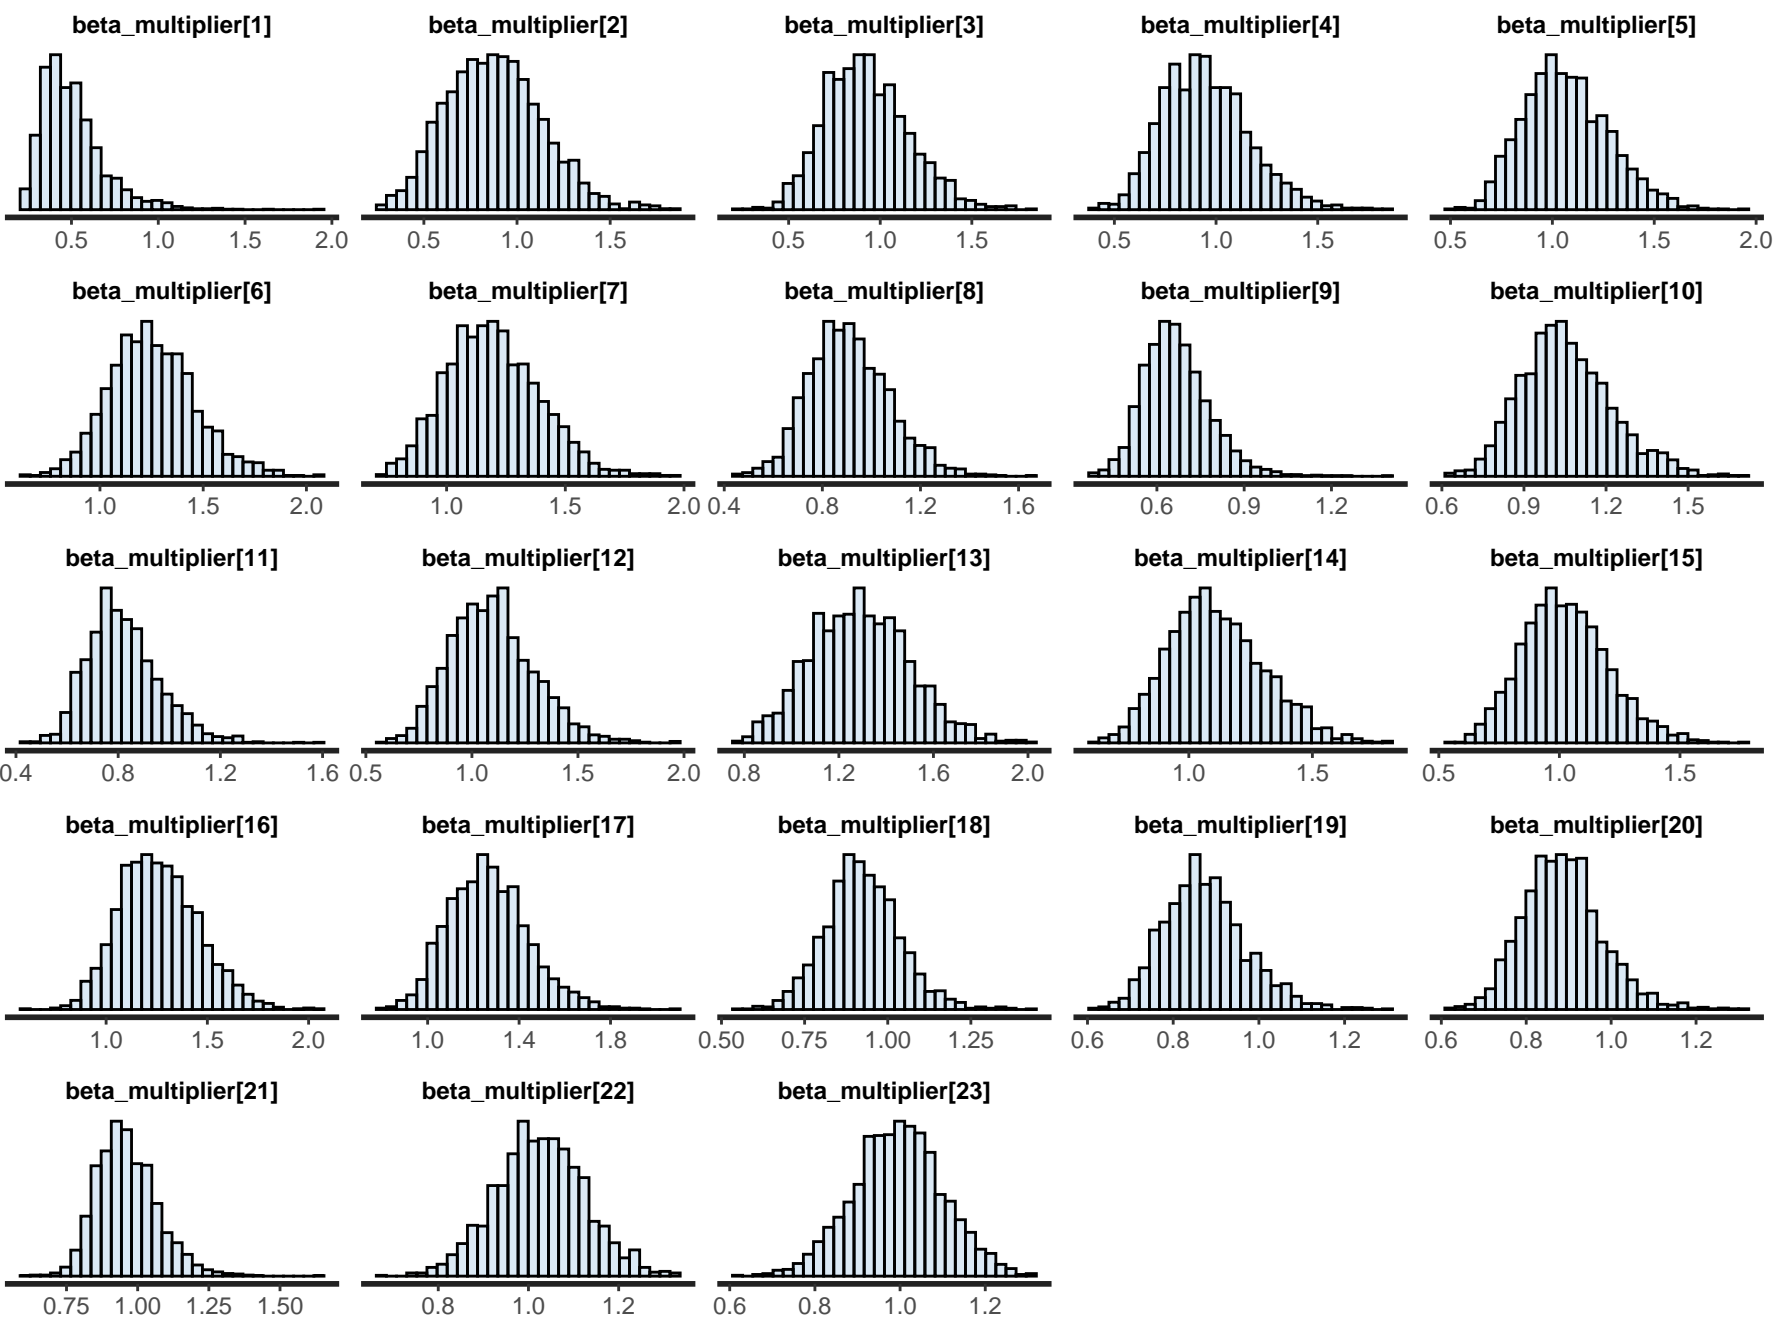 beta_multiplier[1] beta_multiplier[2] beta_multiplier[3] beta_multiplier[4] beta_multiplier[5]
0.5 1.0 1.5 2.0 0.5 1.0 1.5 0.5 1.0 1.5 0.5 1.0 1.5 0.5 1.0 1.5 2.0
beta_multiplier[6] beta_multiplier[7] beta_multiplier[8] beta_multiplier[9] beta_multiplier[10]
1.0 1.5 2.0 1.0 1.5 2.0 0.4 0.8 1.2 1.6 0.6 0.9 1.2 0.6 0.9 1.2 1.5
beta_multiplier[11] beta_multiplier[12] beta_multiplier[13] beta_multiplier[14] beta_multiplier[15]
0.4 0.8 1.2 1.6 0.5 1.0 1.5 2.0 0.8 1.2 1.6 2.0 1.0 1.5 0.5 1.0 1.5
beta_multiplier[16] beta_multiplier[17] beta_multiplier[18] beta_multiplier[19] beta_multiplier[20]
1.0 1.5 2.0 1.0 1.4 1.8 0.50 0.75 1.00 1.25 0.6 0.8 1.0 1.2 0.6 0.8 1.0 1.2
beta_multiplier[21] beta_multiplier[22] beta_multiplier[23]
0.75 1.00 1.25 1.50 0.8 1.0 1.2 0.6 0.8 1.0 1.2